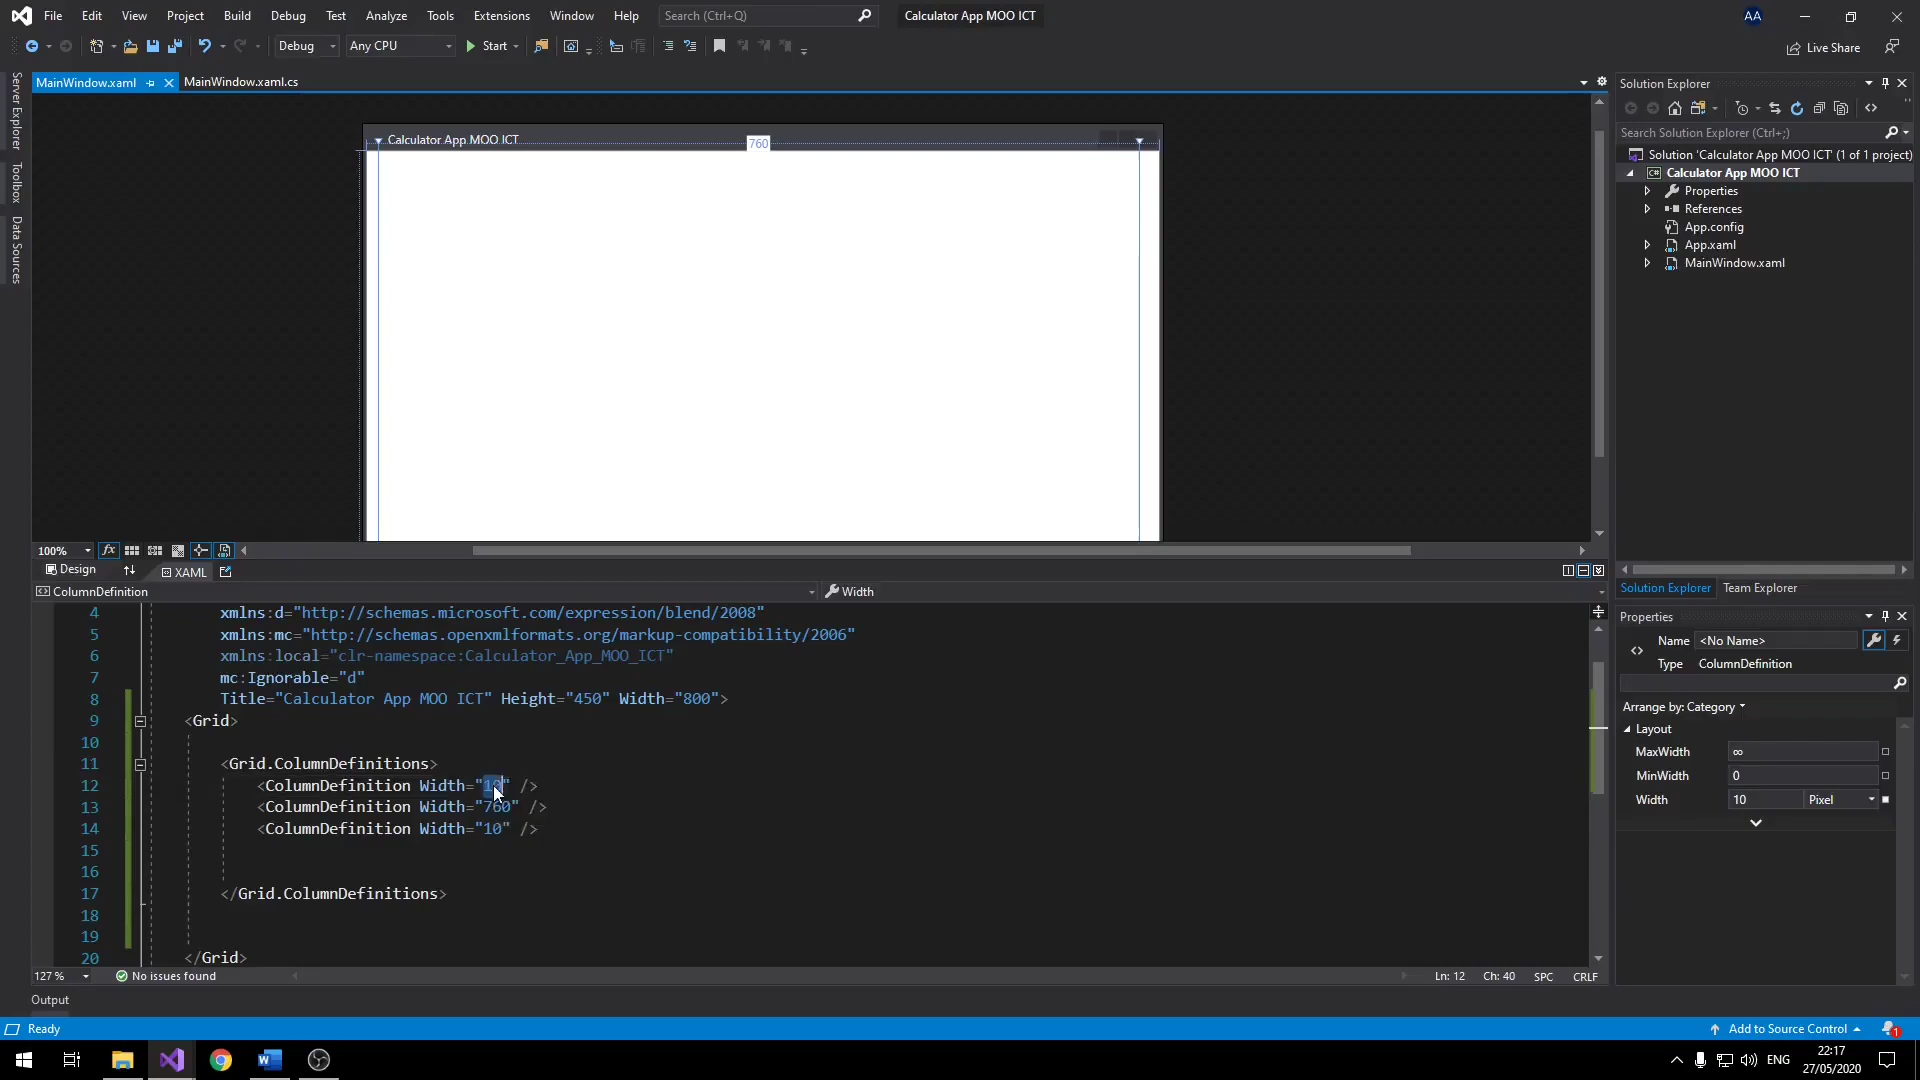 File Edit View Project Build Debug Test Analyze Tools Extensions Window Help Search (Ctrl+Q) Calculator App MOO ICT AA
Debug Any CPU Start Live Share
MainWindow.xaml MainWindow.xaml.cs
Server Explorer
Toolbox
Data Sources
Calculator App MOO ICT 760
100% fx
Design XAML
ColumnDefinition Width
4 xmlns:d="http://schemas.microsoft.com/expression/blend/2008"
5 xmlns:mc="http://schemas.openxmlformats.org/markup-compatibility/2006"
6 xmlns:local="clr-namespace:Calculator_App_MOO_ICT"
7 mc:Ignorable="d"
8 Title="Calculator App MOO ICT" Height="450" Width="800">
9 <Grid>
10
11 <Grid.ColumnDefinitions>
12 <ColumnDefinition Width="10" />
13 <ColumnDefinition Width="760" />
14 <ColumnDefinition Width="10" />
15
16
17 </Grid.ColumnDefinitions>
18
19
20 </Grid>
127 % No issues found Ln: 12 Ch: 40 SPC CRLF
Output
Ready Add to Source Control 1
Solution Explorer
Search Solution Explorer (Ctrl+;)
Solution 'Calculator App MOO ICT' (1 of 1 project)
C# Calculator App MOO ICT
Properties
References
App.config
App.xaml
MainWindow.xaml
Solution Explorer Team Explorer
Properties
Name <No Name>
Type ColumnDefinition
Arrange by: Category
Layout
MaxWidth ∞
MinWidth 0
Width 10 Pixel
ENG 22:17
27/05/2020